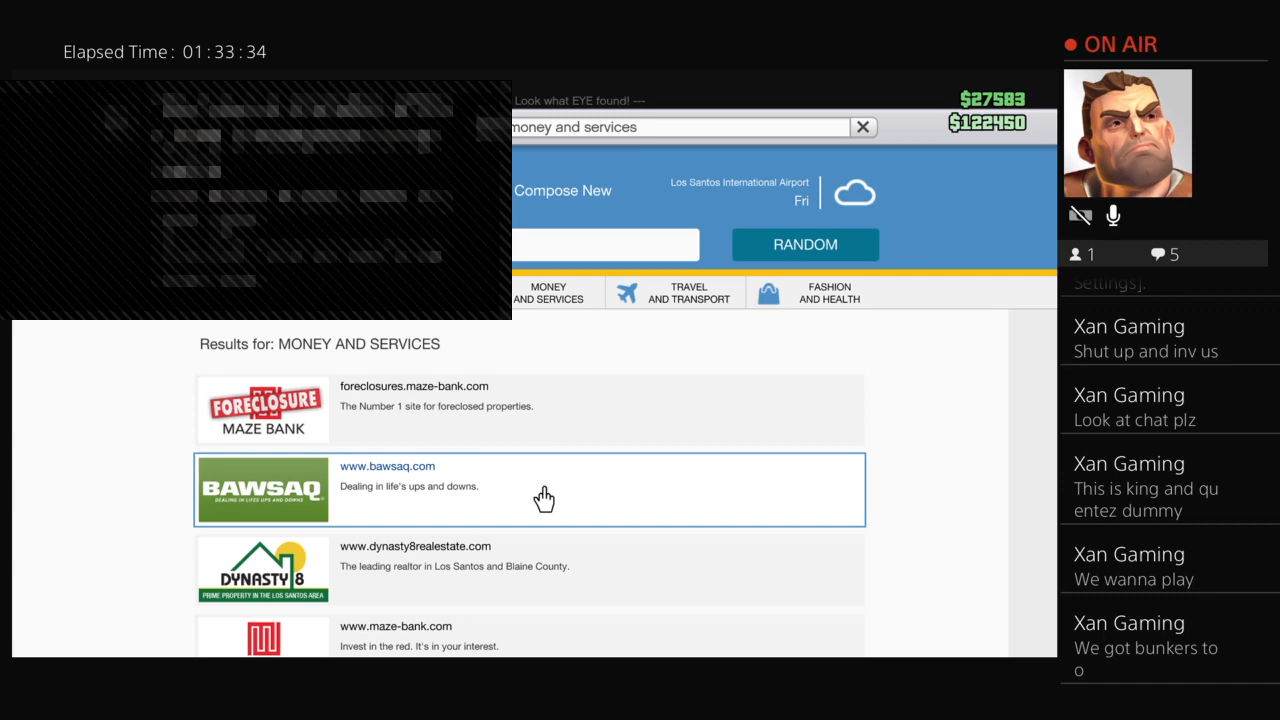 Elapsed Time: 01:33:34
ON AIR
Look what EYE found! ---
$27583
$122450
money and services
Compose New
Los Santos International Airport
Fri
RANDOM
1
5
MONEY
AND SERVICES
TRAVEL
AND TRANSPORT
FASHION
AND HEALTH
Settings].
Xan Gaming
Shut up and inv us
Xan Gaming
Look at chat plz
Xan Gaming
This is king and qu
entez dummy
Xan Gaming
We wanna play
Xan Gaming
We got bunkers to
o
Results for: MONEY AND SERVICES
FORECLOSURE
MAZE BANK
foreclosures.maze-bank.com
The Number 1 site for foreclosed properties.
BAWSAQ
DEALING IN LIFE'S UPS AND DOWNS
www.bawsaq.com
Dealing in life's ups and downs.
DYNASTY 8
PRIME PROPERTY IN THE LOS SANTOS AREA
www.dynasty8realestate.com
The leading realtor in Los Santos and Blaine County.
www.maze-bank.com
Invest in the red. It's in your interest.